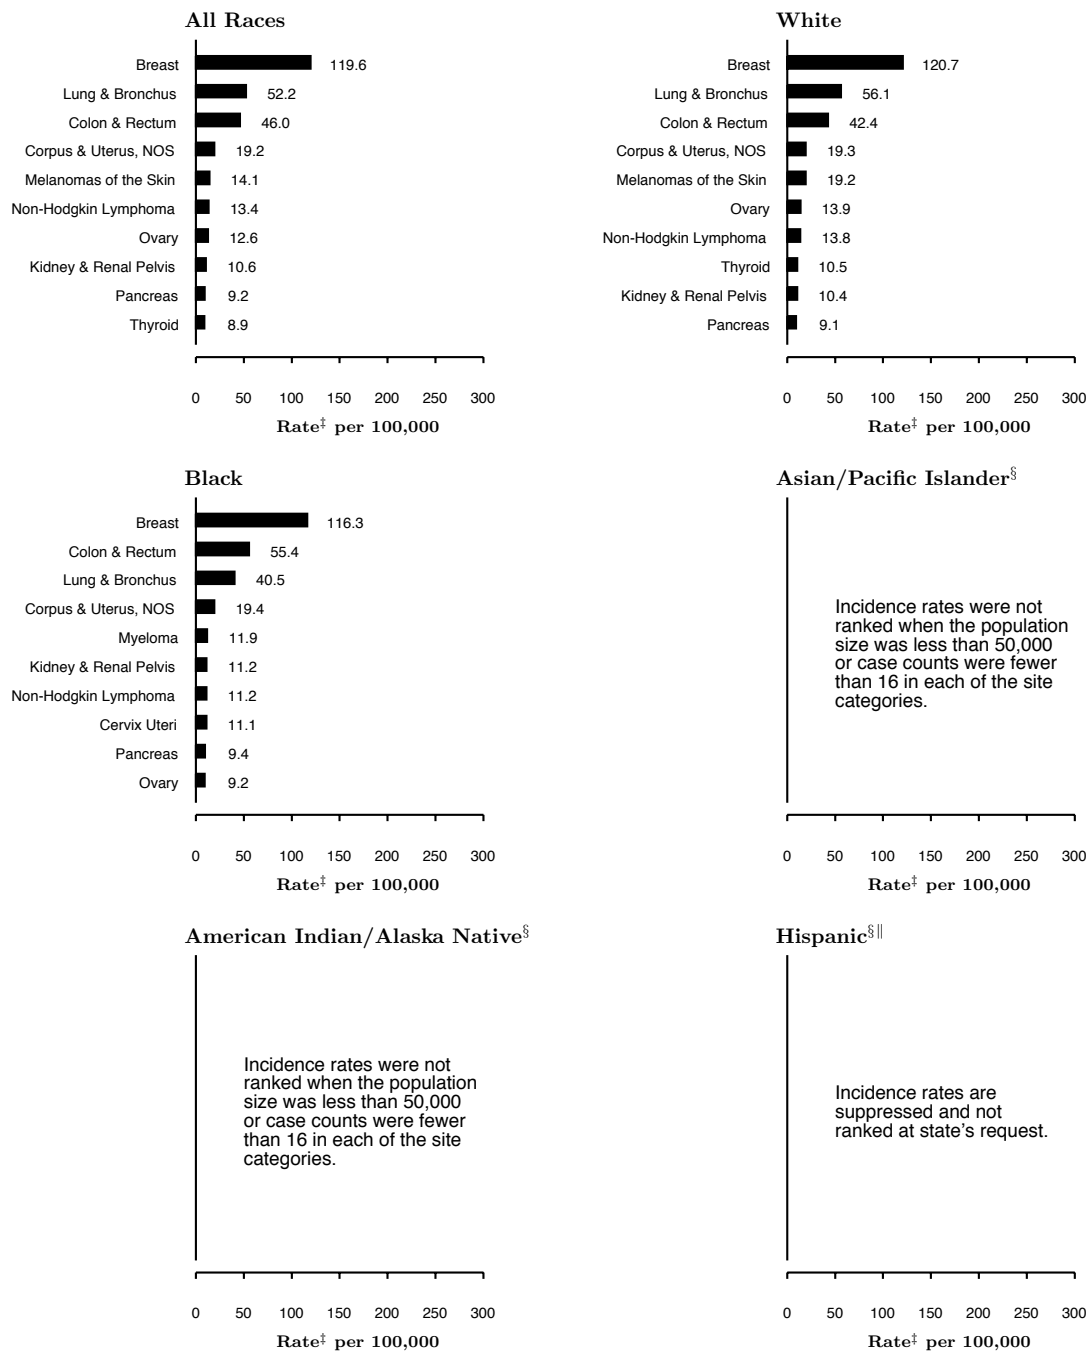 All Races
Breast 119.6
Lung & Bronchus 52.2
Colon & Rectum 46.0
Corpus & Uterus, NOS 19.2
Melanomas of the Skin 14.1
Non-Hodgkin Lymphoma 13.4
Ovary 12.6
Kidney & Renal Pelvis 10.6
Pancreas 9.2
Thyroid 8.9
0 50 100 150 200 250 300
Rate‡ per 100,000
White
Breast 120.7
Lung & Bronchus 56.1
Colon & Rectum 42.4
Corpus & Uterus, NOS 19.3
Melanomas of the Skin 19.2
Ovary 13.9
Non-Hodgkin Lymphoma 13.8
Thyroid 10.5
Kidney & Renal Pelvis 10.4
Pancreas 9.1
0 50 100 150 200 250 300
Rate‡ per 100,000
Black
Breast 116.3
Colon & Rectum 55.4
Lung & Bronchus 40.5
Corpus & Uterus, NOS 19.4
Myeloma 11.9
Kidney & Renal Pelvis 11.2
Non-Hodgkin Lymphoma 11.2
Cervix Uteri 11.1
Pancreas 9.4
Ovary 9.2
0 50 100 150 200 250 300
Rate‡ per 100,000
Asian/Pacific Islander§
Incidence rates were not
ranked when the population
size was less than 50,000
or case counts were fewer
than 16 in each of the site
categories.
0 50 100 150 200 250 300
Rate‡ per 100,000
American Indian/Alaska Native§
Incidence rates were not
ranked when the population
size was less than 50,000
or case counts were fewer
than 16 in each of the site
categories.
0 50 100 150 200 250 300
Rate‡ per 100,000
Hispanic§||
Incidence rates are
suppressed and not
ranked at state's request.
0 50 100 150 200 250 300
Rate‡ per 100,000